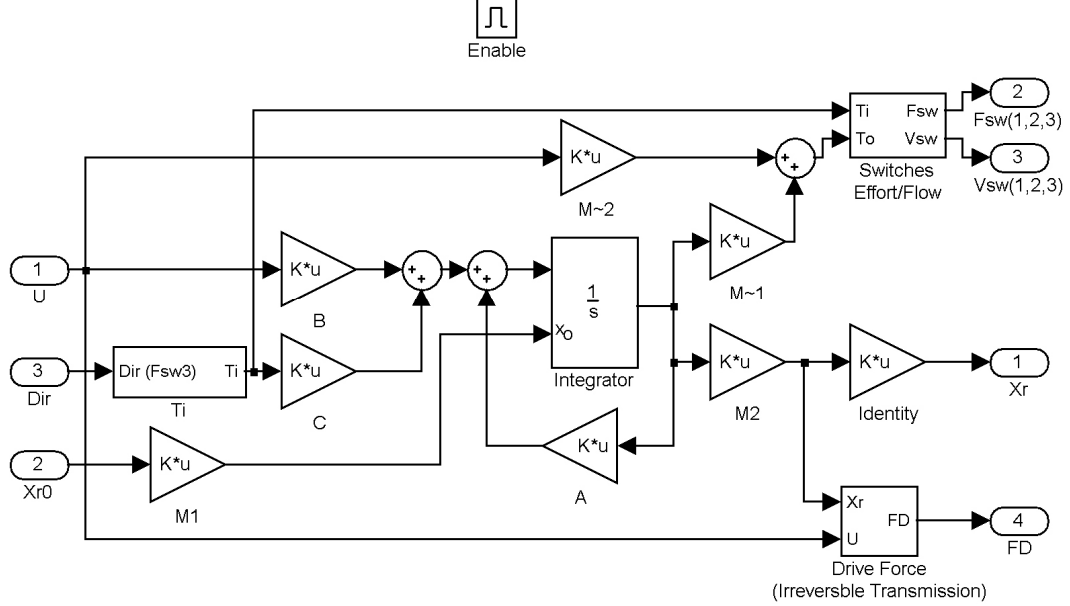 Enable
Ti Fsw
To Vsw
Switches
Effort/Flow
2
Fsw(1,2,3)
3
Vsw(1,2,3)
K*u
M~2
K*u
M~1
1
U
K*u
B
1
s
xo
Integrator
3
Dir
Dir (Fsw3) Ti
Ti
K*u
C
K*u
M2
K*u
Identity
1
Xr
2
Xr0
K*u
M1
K*u
A
Xr
FD
U
Drive Force
(Irreversble Transmission)
4
FD